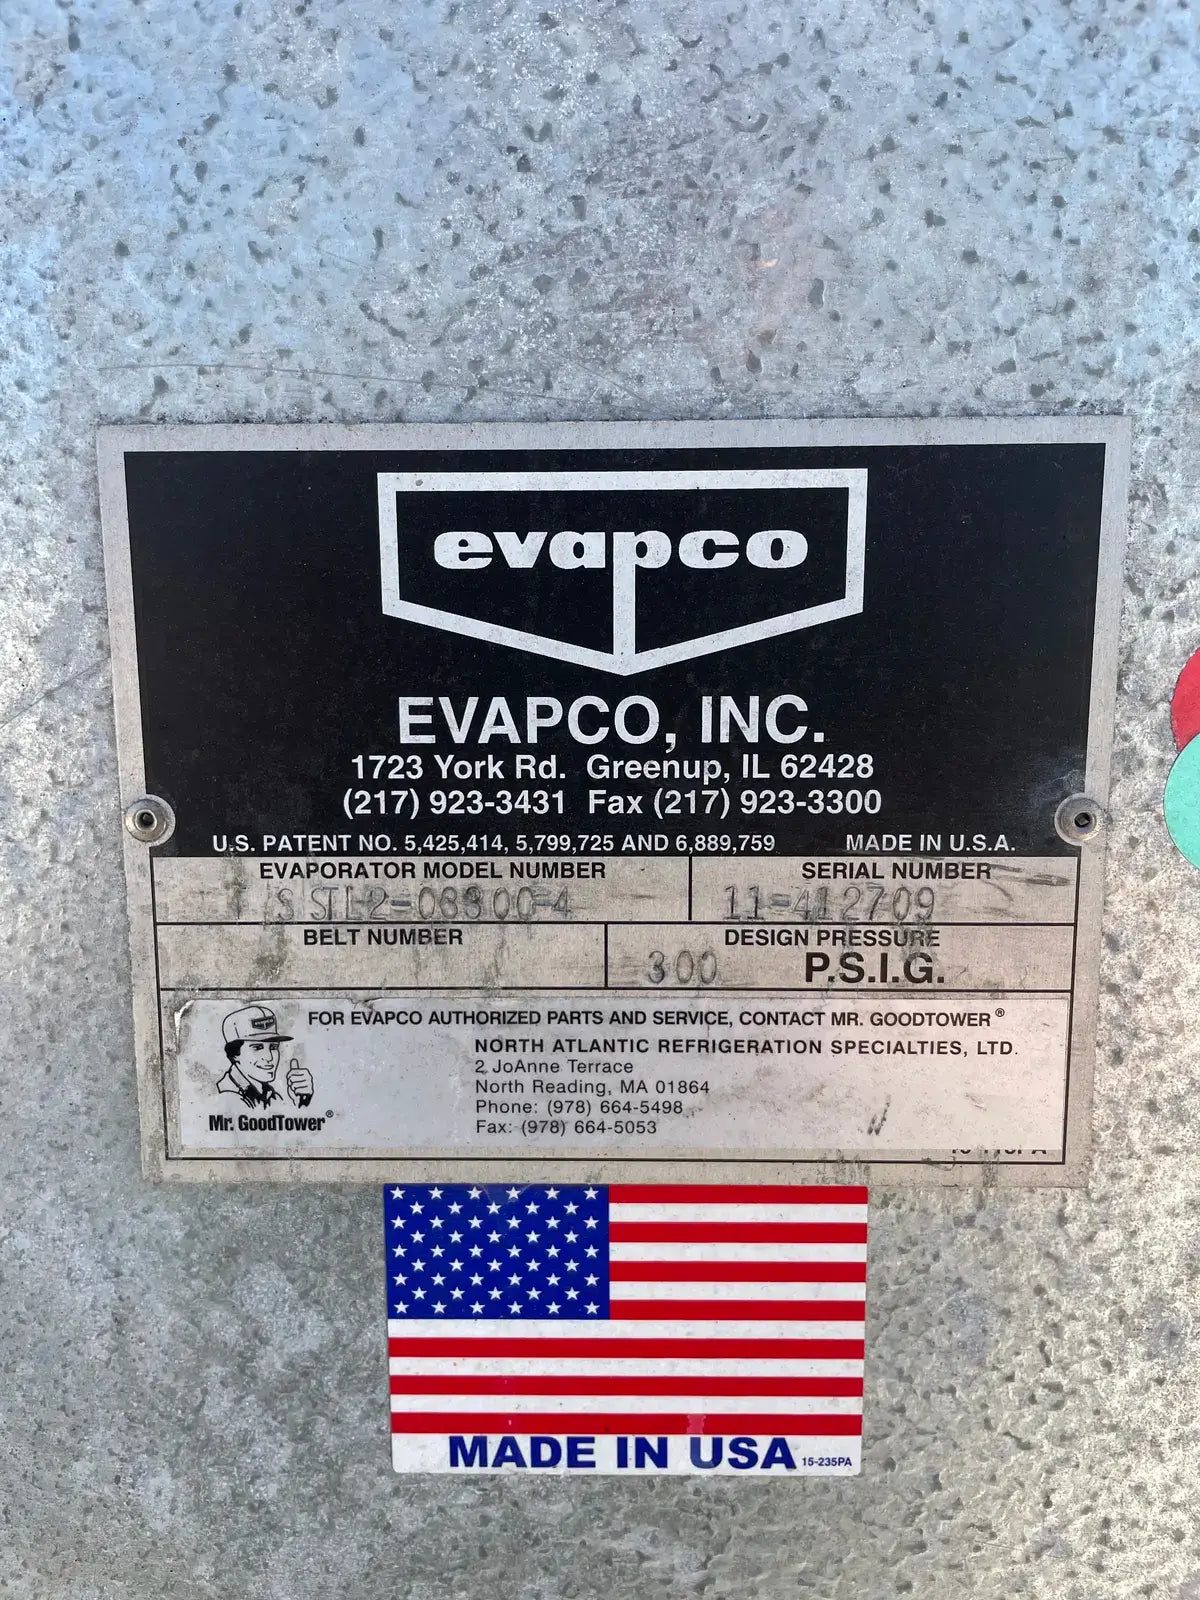 evapco
EVAPCO, INC.
1723 York Rd. Greenup, IL 62428
(217) 923-3431 Fax (217) 923-3300
U.S. PATENT NO. 5,425,414, 5,799,725 AND 6,889,759 MADE IN U.S.A.
EVAPORATOR MODEL NUMBER SERIAL NUMBER
11-412709
BELT NUMBER DESIGN PRESSURE
300 P.S.I.G.
FOR EVAPCO AUTHORIZED PARTS AND SERVICE, CONTACT MR. GOODTOWER®
NORTH ATLANTIC REFRIGERATION SPECIALTIES, LTD.
2 JoAnne Terrace
North Reading, MA 01864
Phone: (978) 664-5498
Fax: (978) 664-5053
Mr. GoodTower®
MADE IN USA 15-235PA